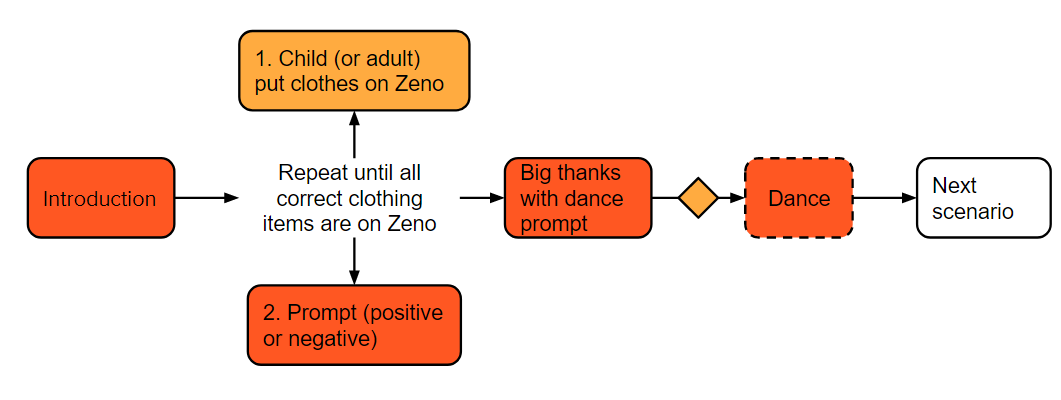 1. Child (or adult)
put clothes on Zeno
Introduction
Repeat until all
correct clothing
items are on Zeno
Big thanks
with dance
prompt
Dance
Next
scenario
2. Prompt (positive
or negative)